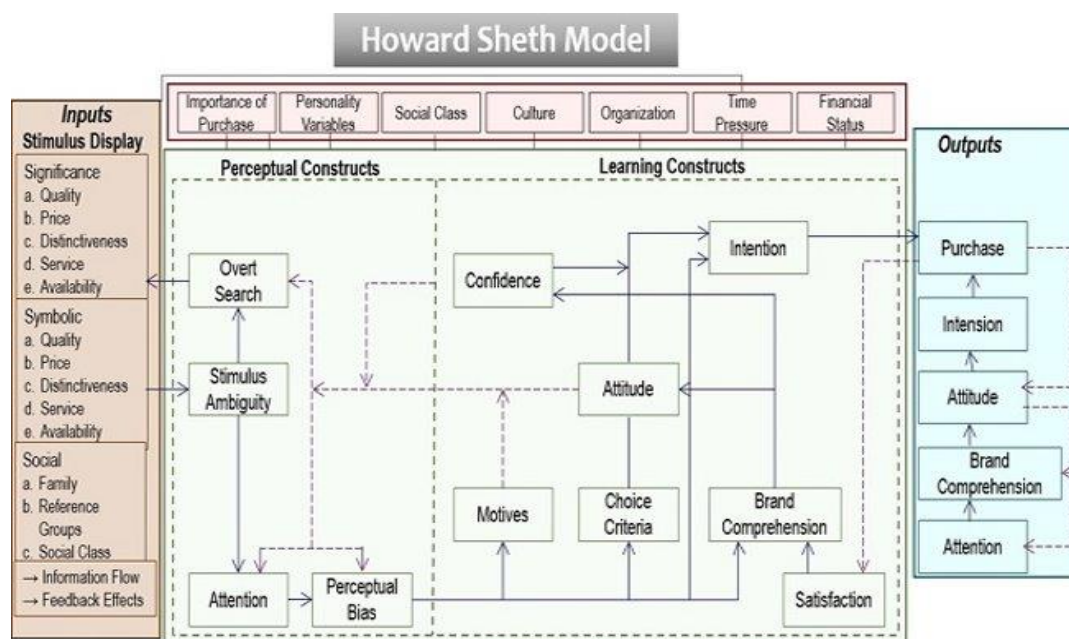 Howard Sheth Model
Inputs
Stimulus Display
Significance
a. Quality
b. Price
c. Distinctiveness
d. Service
e. Availability
Symbolic
a. Quality
b. Price
c. Distinctiveness
d. Service
e. Availability
Social
a. Family
b. Reference
Groups
c. Social Class
→ Information Flow
→ Feedback Effects
Importance of
Purchase
Personality
Variables
Social Class
Culture
Organization
Time
Pressure
Financial
Status
Perceptual Constructs
Learning Constructs
Overt
Search
Stimulus
Ambiguity
Attention
Perceptual
Bias
Confidence
Intention
Attitude
Motives
Choice
Criteria
Brand
Comprehension
Satisfaction
Outputs
Purchase
Intension
Attitude
Brand
Comprehension
Attention